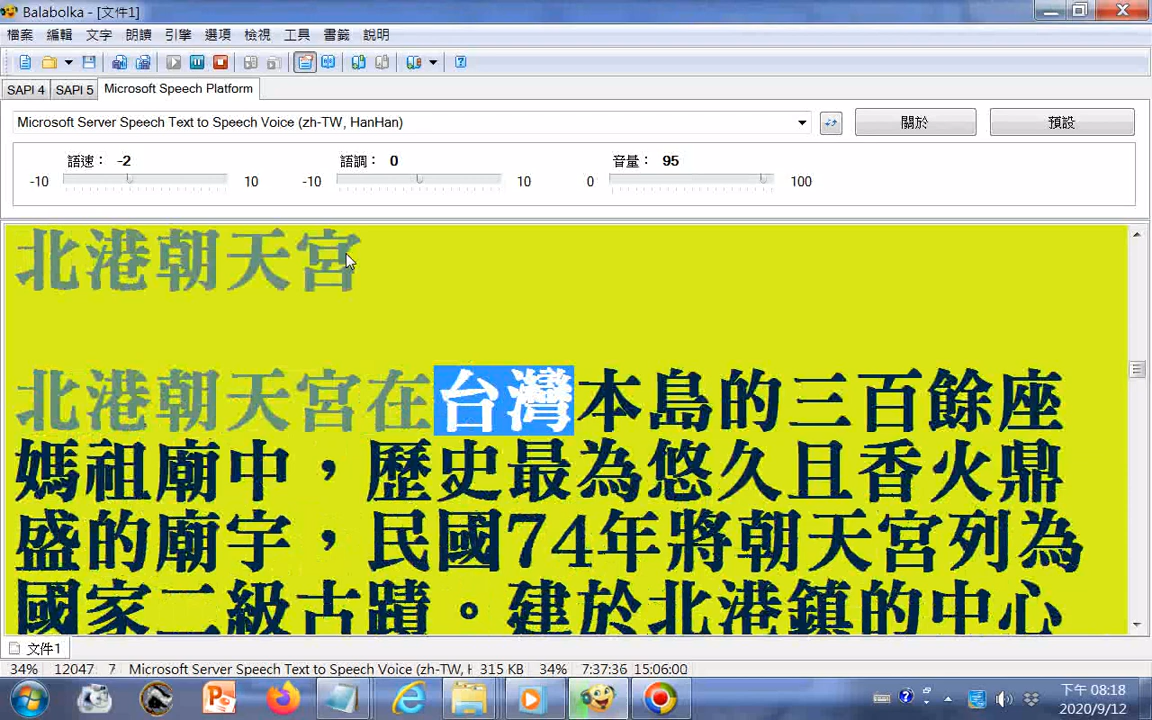 Balabolka - [文件1]
檔案 編輯 文字 朗讀 引擎 選項 檢視 工具 書籤 說明
SAPI 4 SAPI 5 Microsoft Speech Platform
Microsoft Server Speech Text to Speech Voice (zh-TW, HanHan) 關於 預設
語速： -2 語調： 0 音量： 95
-10 10 -10 10 0 100
北港朝天宮
北港朝天宮在台灣本島的三百餘座
媽祖廟中，歷史最為悠久且香火鼎
盛的廟宇，民國74年將朝天宮列為
國家二級古蹟。建於北港鎮的中心
文件1
34% 12047 7 Microsoft Server Speech Text to Speech Voice (zh-TW, H 315 KB 34% 7:37:36 15:06:00
下午 08:18
2020/9/12